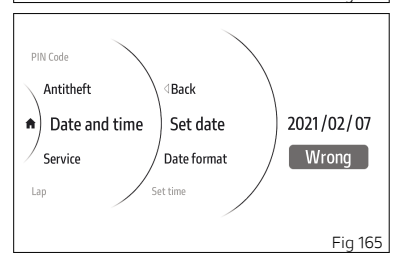 PIN Code
Antitheft
Date and time
Service
Lap
Back
Set date
Date format
Set time
2021/02/07
Wrong
Fig 165